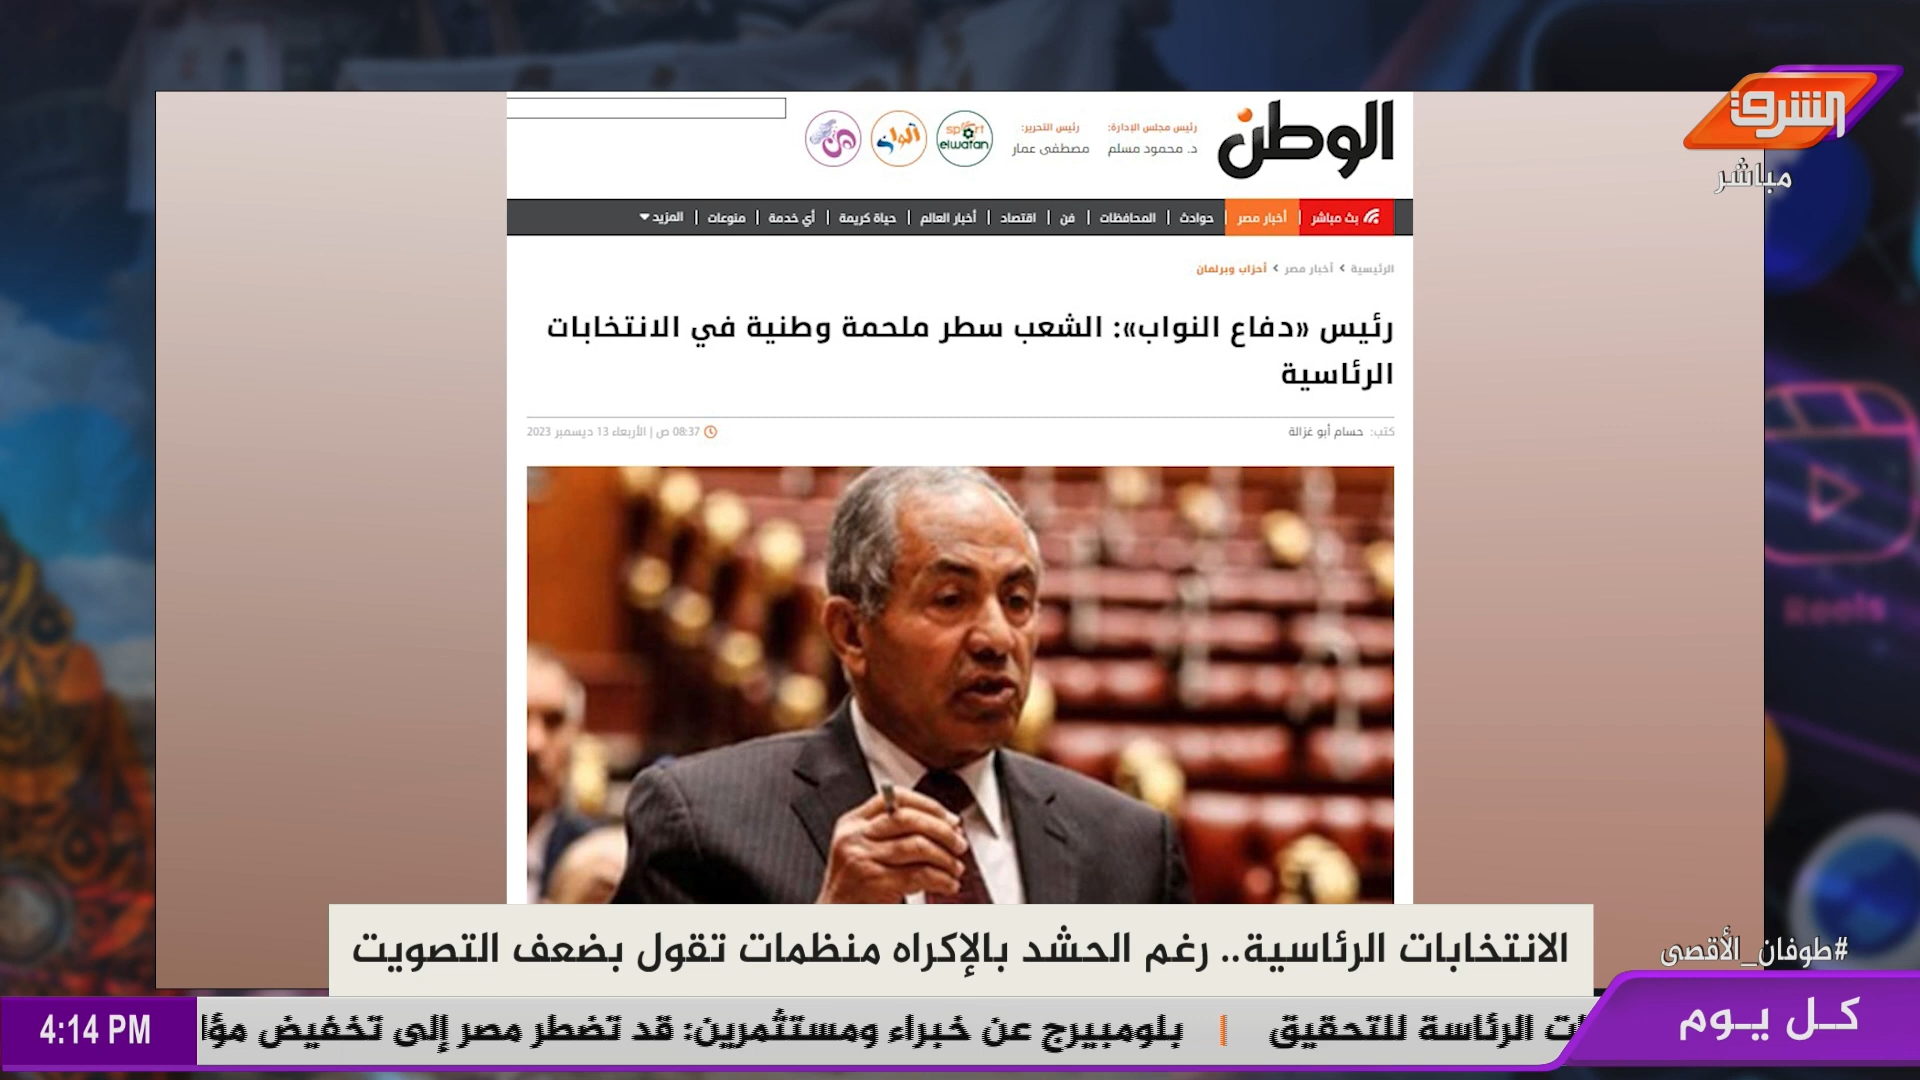 الشرق
مباشر
الوطن
رئيس مجلس الإدارة:
د. محمود مسلم
رئيس التحرير:
مصطفى عمار
sport
elwatan
ألوان
هن
بث مباشر | أخبار مصر | حوادث | المحافظات | فن | اقتصاد | أخبار العالم | حياة كريمة | أي خدمة | منوعات | المزيد
الرئيسية › أخبار مصر › أحزاب وبرلمان
رئيس «دفاع النواب»: الشعب سطر ملحمة وطنية في الانتخابات
الرئاسية
كتب: حسام أبو غزالة
08:37 ص | الأربعاء 13 ديسمبر 2023
Reels
الانتخابات الرئاسية.. رغم الحشد بالإكراه منظمات تقول بضعف التصويت
#طوفان_الأقصى
كل يوم
الرئاسة للتحقيق | بلومبيرج عن خبراء ومستثمرين: قد تضطر مصر إلى تخفيض
4:14 PM